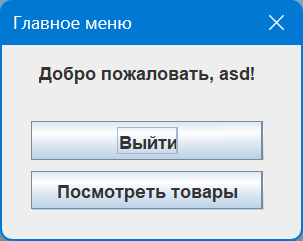 Главное меню
Добро пожаловать, asd!
Выйти
Посмотреть товары